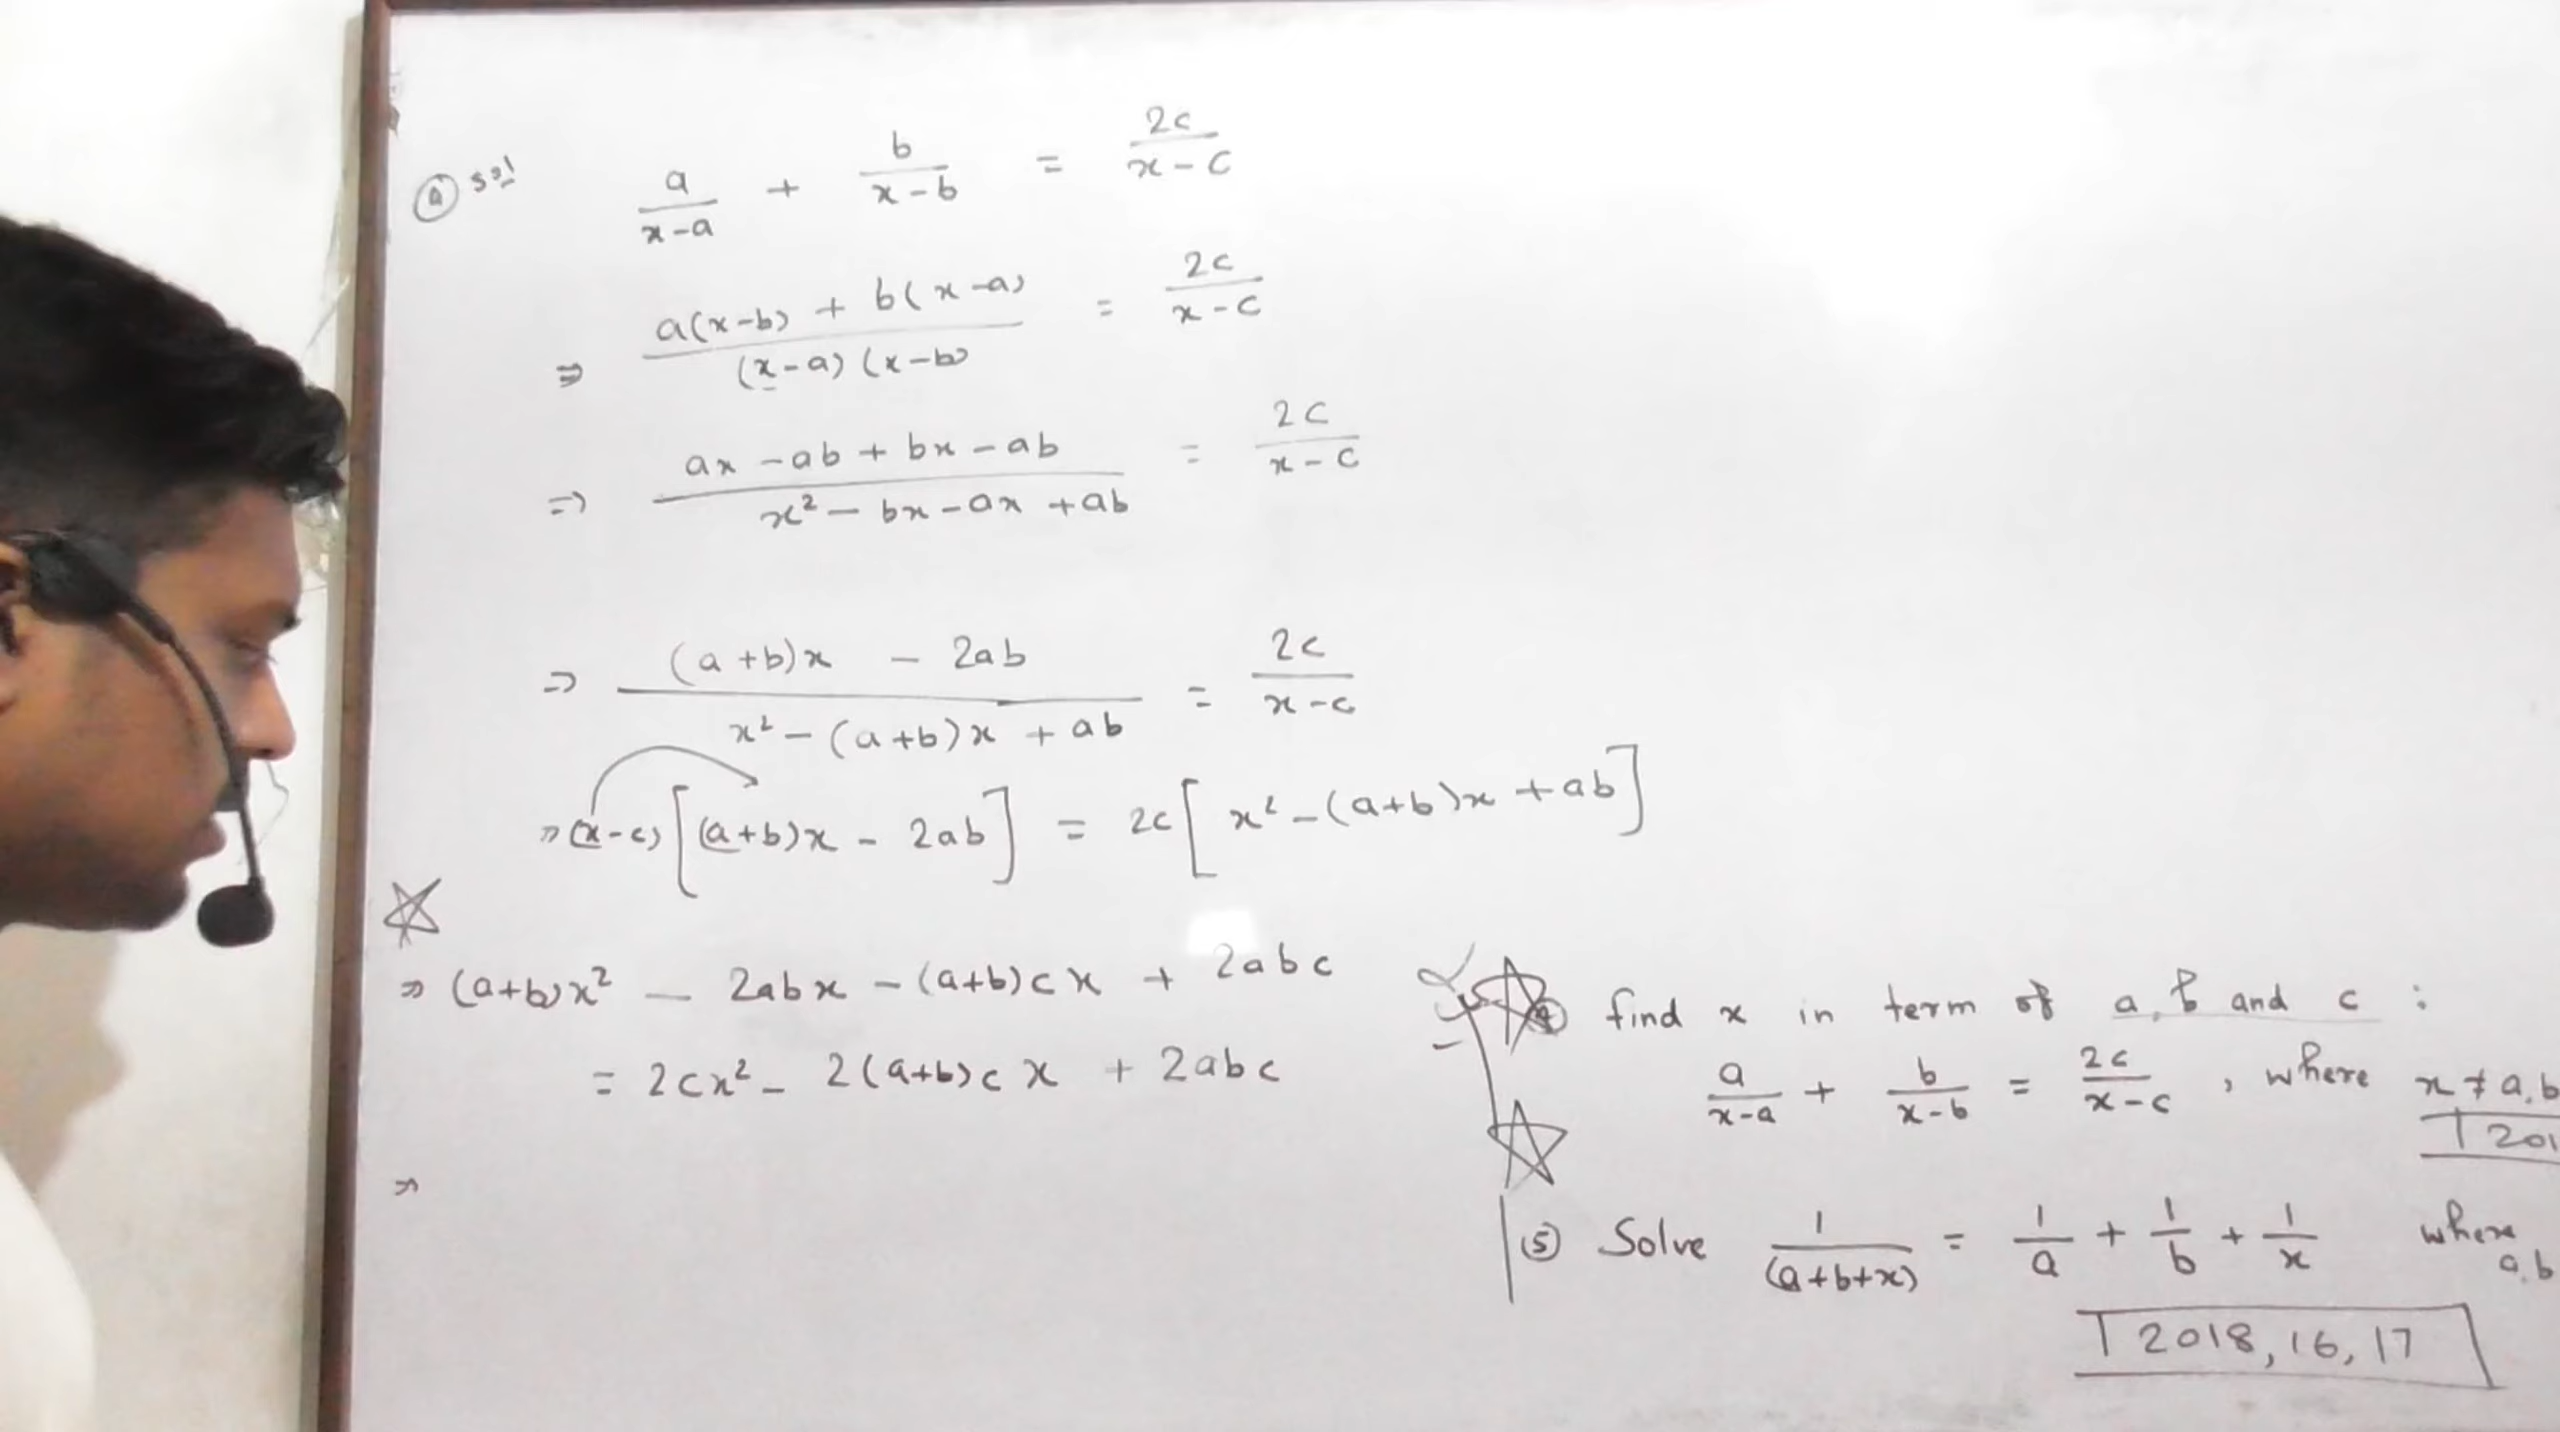 ④ Sol
a/(x-a) + b/(x-b) = 2c/(x-c)
⇒ (a(x-b) + b(x-a))/((x-a)(x-b)) = 2c/(x-c)
⇒ (ax - ab + bx - ab)/(x² - bx - ax + ab) = 2c/(x-c)
⇒ ((a+b)x - 2ab)/(x² - (a+b)x + ab) = 2c/(x-c)
⇒ (x-c)[(a+b)x - 2ab] = 2c[x² - (a+b)x + ab]
⇒ (a+b)x² - 2abx - (a+b)cx + 2abc
= 2cx² - 2(a+b)cx + 2abc
⇒
④ find x in term of a, b and c :
a/(x-a) + b/(x-b) = 2c/(x-c) , where x ≠ a, b
201
⑤ Solve 1/(a+b+x) = 1/a + 1/b + 1/x where
a, b
2018, 16, 17